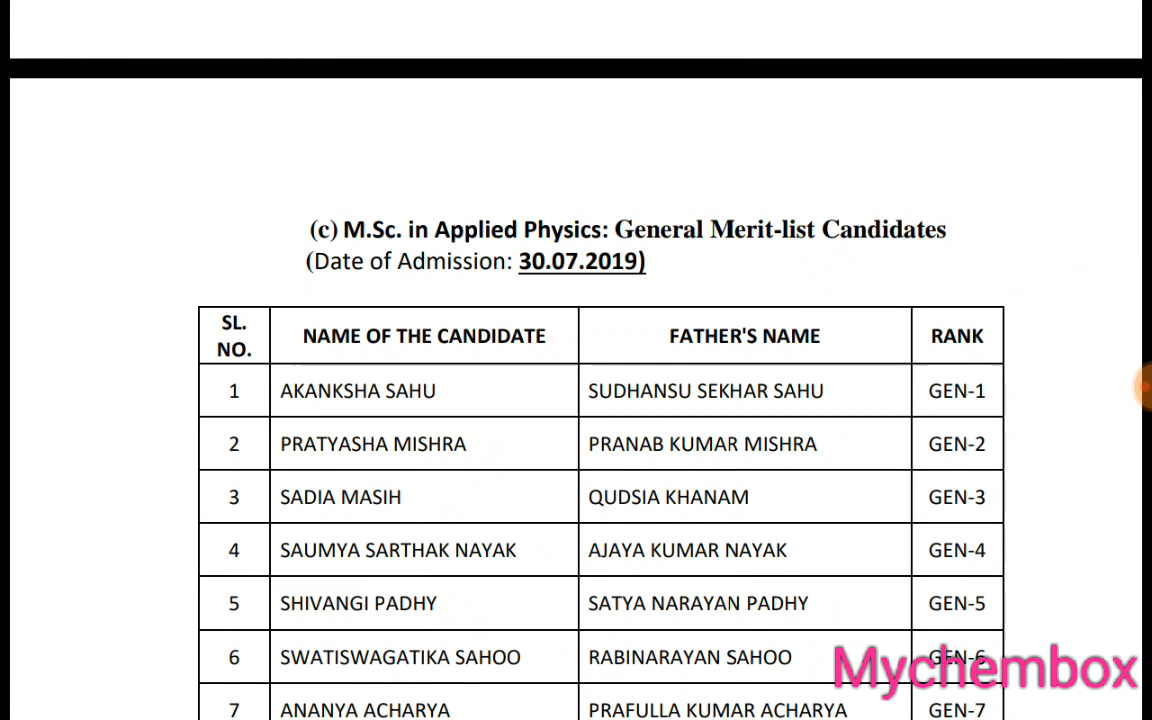 (c) M.Sc. in Applied Physics: General Merit-list Candidates
(Date of Admission: 30.07.2019)
SL. NO. NAME OF THE CANDIDATE FATHER'S NAME RANK
1 AKANKSHA SAHU SUDHANSU SEKHAR SAHU GEN-1
2 PRATYASHA MISHRA PRANAB KUMAR MISHRA GEN-2
3 SADIA MASIH QUDSIA KHANAM GEN-3
4 SAUMYA SARTHAK NAYAK AJAYA KUMAR NAYAK GEN-4
5 SHIVANGI PADHY SATYA NARAYAN PADHY GEN-5
6 SWATISWAGATIKA SAHOO RABINARAYAN SAHOO GEN-6
7 ANANYA ACHARYA PRAFULLA KUMAR ACHARYA GEN-7
Mychembox